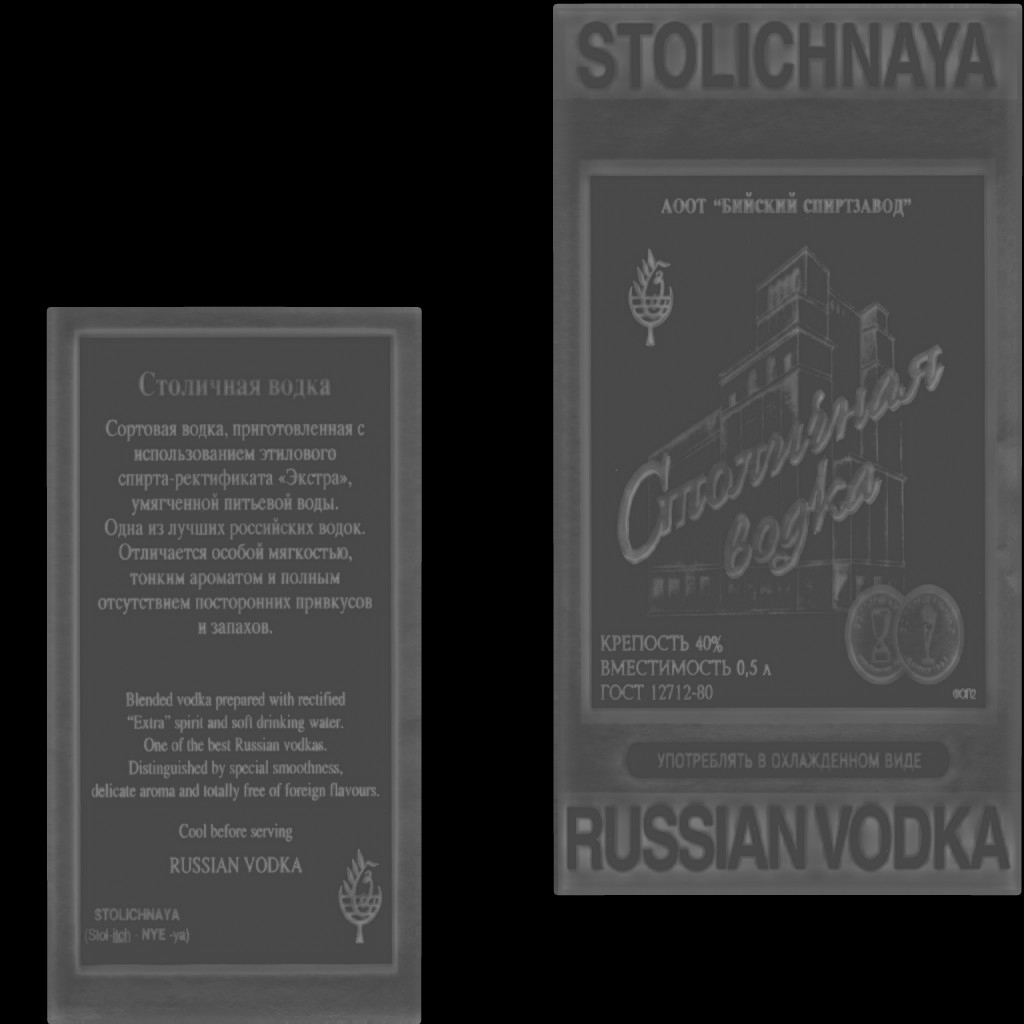 STOLICHNAYA
АООТ “БИЙСКИЙ СПИРТЗАВОД”
Столичная
водка
КРЕПОСТЬ 40%
ВМЕСТИМОСТЬ 0,5 л
ГОСТ 12712-80
УПОТРЕБЛЯТЬ В ОХЛАЖДЕННОМ ВИДЕ
RUSSIAN VODKA
Столичная водка
Сортовая водка, приготовленная с
использованием этилового
спирта-ректификата «Экстра»,
умягченной питьевой воды.
Одна из лучших российских водок.
Отличается особой мягкостью,
тонким ароматом и полным
отсутствием посторонних привкусов
и запахов.
Blended vodka prepared with rectified
“Extra” spirit and soft drinking water.
One of the best Russian vodkas.
Distinguished by special smoothness,
delicate aroma and totally free of foreign flavours.
Cool before serving
RUSSIAN VODKA
STOLICHNAYA
(Stol-itch - NYE -ya)